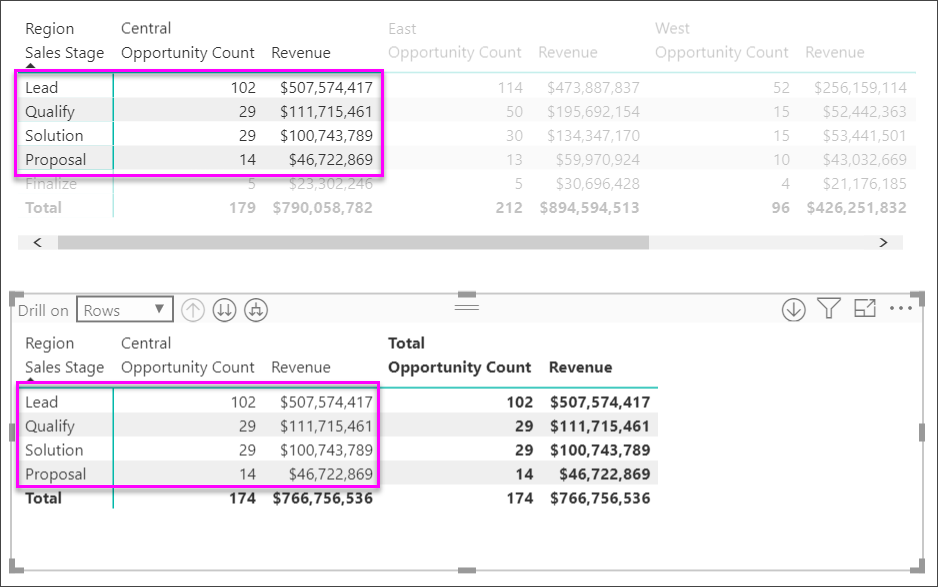 Region Central East West
Sales Stage Opportunity Count Revenue Opportunity Count Revenue Opportunity Count Revenue
Lead 102 $507,574,417 114 $473,887,837 52 $256,159,114
Qualify 29 $111,715,461 50 $195,692,154 15 $52,442,363
Solution 29 $100,743,789 30 $134,347,170 15 $53,441,501
Proposal 14 $46,722,869 13 $59,970,924 10 $43,032,669
Finalize 5 $23,302,246 5 $30,696,428 4 $21,176,185
Total 179 $790,058,782 212 $894,594,513 96 $426,251,832
Drill on Rows
Region Central Total
Sales Stage Opportunity Count Revenue Opportunity Count Revenue
Lead 102 $507,574,417 102 $507,574,417
Qualify 29 $111,715,461 29 $111,715,461
Solution 29 $100,743,789 29 $100,743,789
Proposal 14 $46,722,869 14 $46,722,869
Total 174 $766,756,536 174 $766,756,536